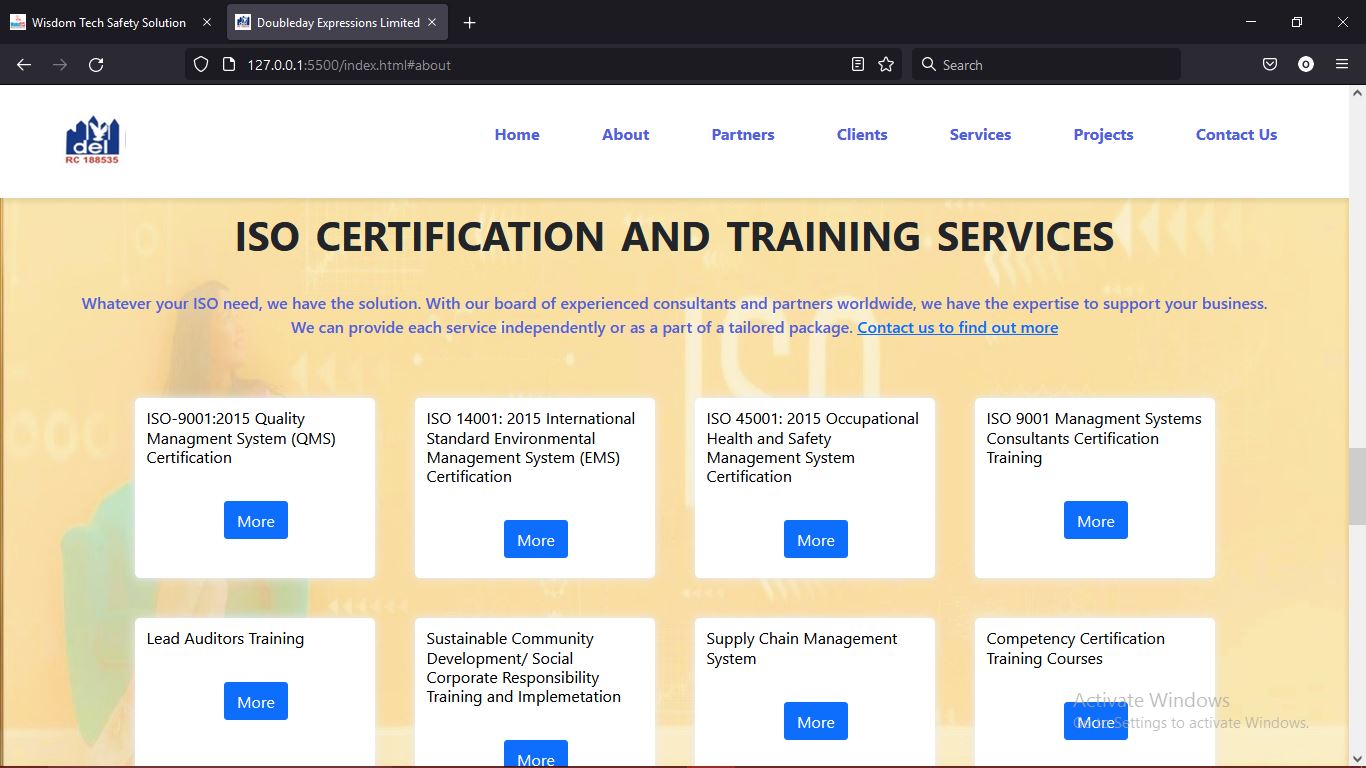 Wisdom Tech Safety Solution
Doubleday Expressions Limited
127.0.0.1:5500/index.html#about
Search
del
RC 188535
Home
About
Partners
Clients
Services
Projects
Contact Us
ISO CERTIFICATION AND TRAINING SERVICES
Whatever your ISO need, we have the solution. With our board of experienced consultants and partners worldwide, we have the expertise to support your business.
We can provide each service independently or as a part of a tailored package. Contact us to find out more
ISO
ISO-9001:2015 Quality
Managment System (QMS)
Certification
More
ISO 14001: 2015 International
Standard Environmental
Management System (EMS)
Certification
More
ISO 45001: 2015 Occupational
Health and Safety
Management System
Certification
More
ISO 9001 Managment Systems
Consultants Certification
Training
More
Lead Auditors Training
More
Sustainable Community
Development/ Social
Corporate Responsibility
Training and Implemetation
More
Supply Chain Management
System
More
Competency Certification
Training Courses
More
Activate Windows
Go to Settings to activate Windows.